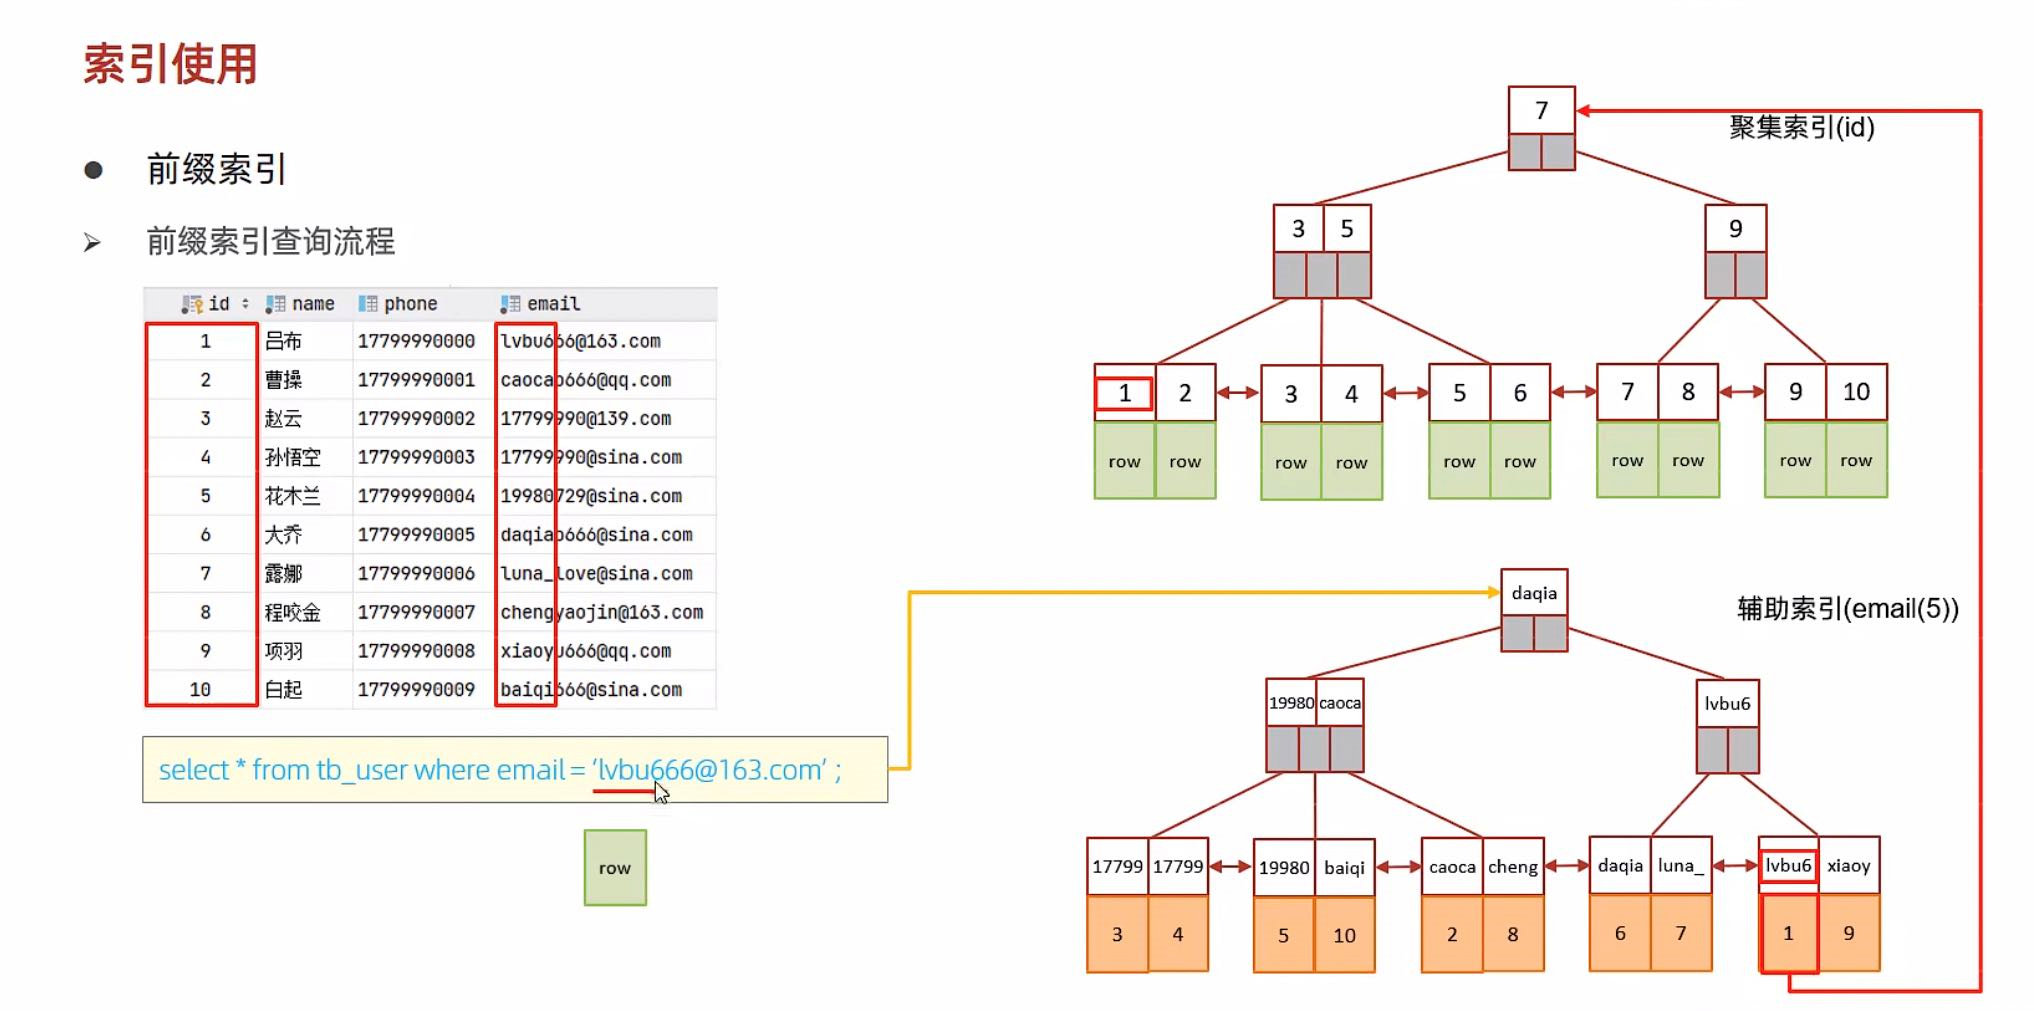 索引使用
前缀索引
前缀索引查询流程
id name phone email
1 吕布 17799990000 lvbu666@163.com
2 曹操 17799990001 caocao666@qq.com
3 赵云 17799990002 17799990@139.com
4 孙悟空 17799990003 17799990@sina.com
5 花木兰 17799990004 19980729@sina.com
6 大乔 17799990005 daqiao666@sina.com
7 露娜 17799990006 luna_love@sina.com
8 程咬金 17799990007 chengyaojin@163.com
9 项羽 17799990008 xiaoyu666@qq.com
10 白起 17799990009 baiqi666@sina.com
select * from tb_user where email = ‘lvbu666@163.com’ ;
row
7
聚集索引(id)
3 5
9
1 2 3 4 5 6 7 8 9 10
row row row row row row row row row row
daqia
辅助索引(email(5))
19980 caoca
lvbu6
17799 17799 19980 baiqi caoca cheng daqia luna_ lvbu6 xiaoy
3 4 5 10 2 8 6 7 1 9